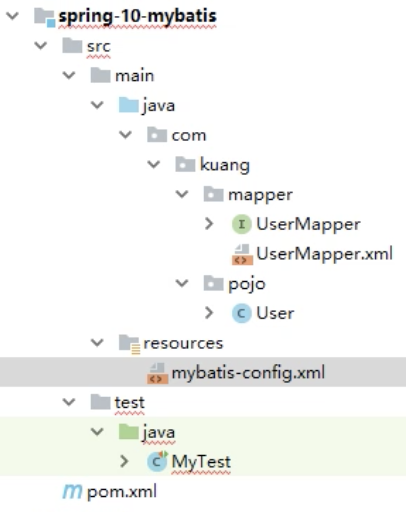 spring-10-mybatis
src
main
java
com
kuang
mapper
UserMapper
UserMapper.xml
pojo
User
resources
mybatis-config.xml
test
java
MyTest
pom.xml